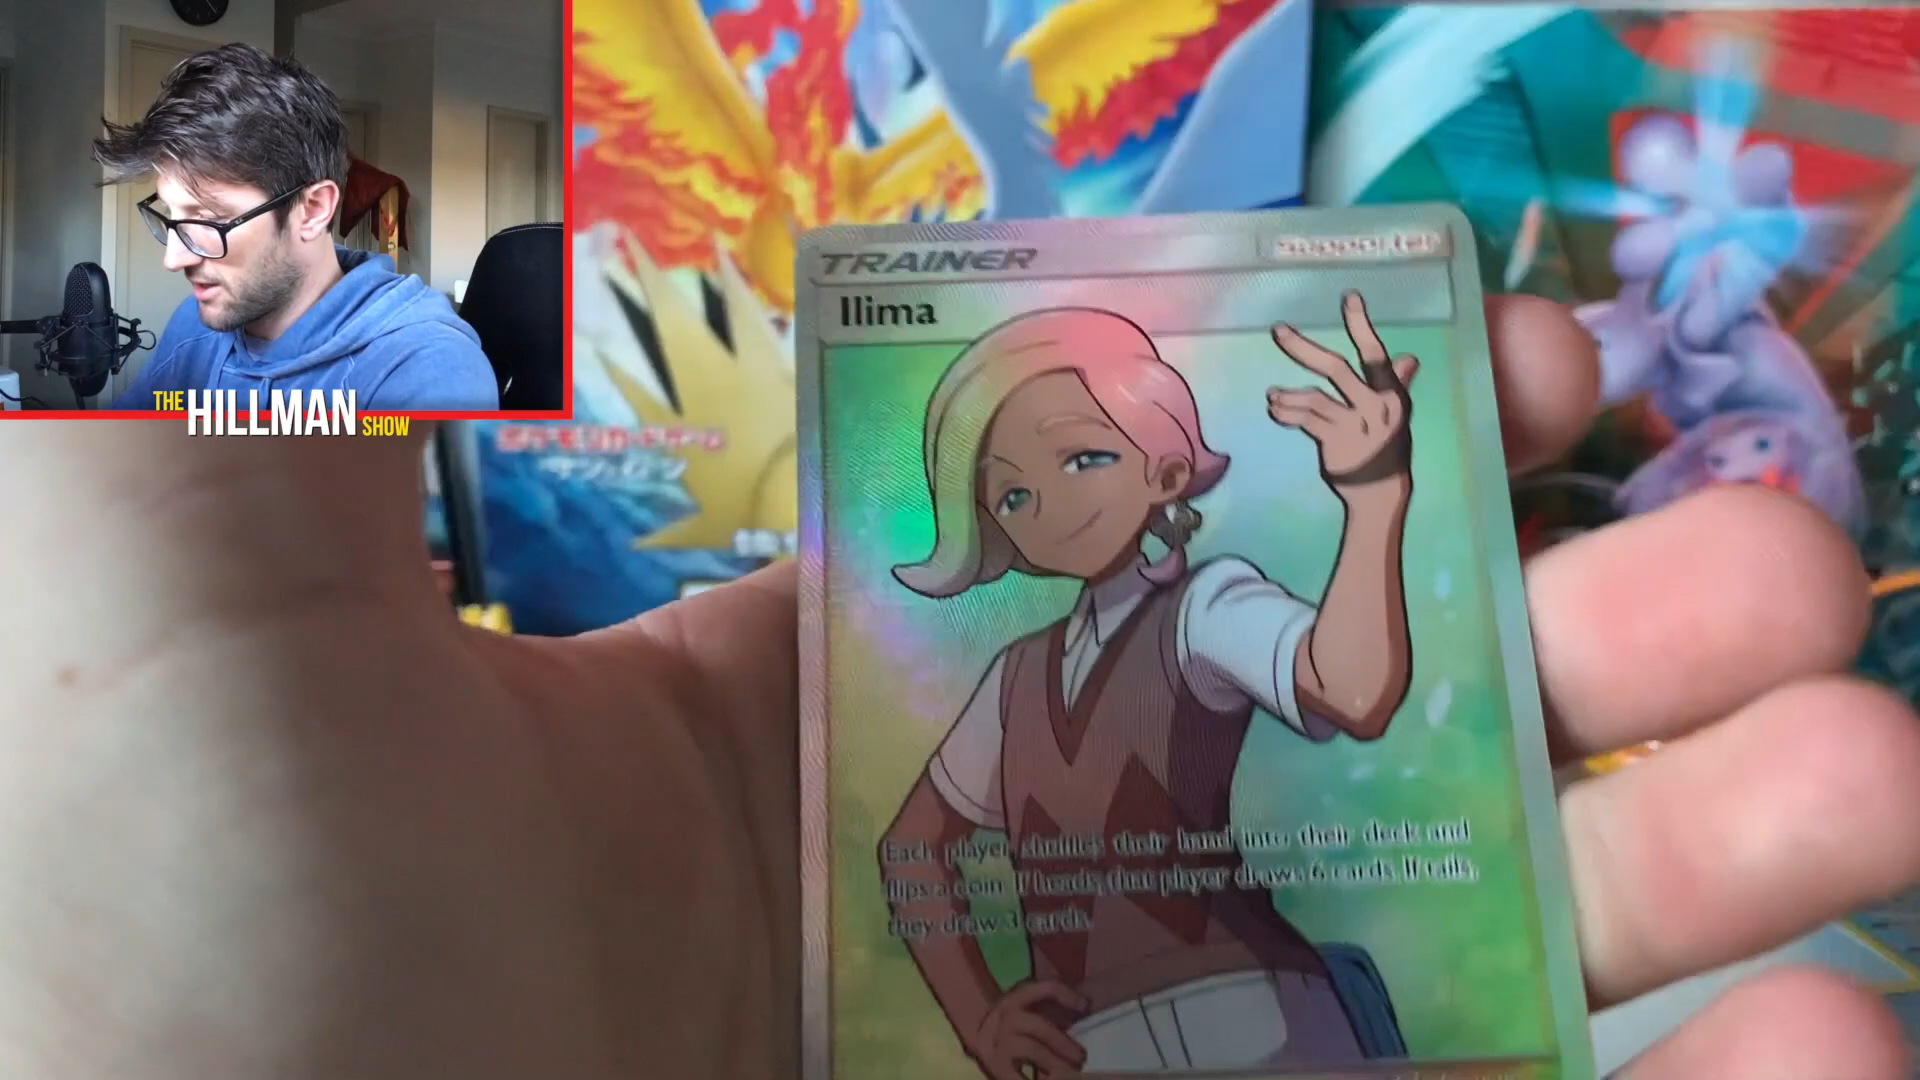 THE HILLMAN SHOW
TRAINER
Supporter
Ilima
Each player shuffles their hand into their deck and
flips a coin. If heads, that player draws 6 cards. If tails,
they draw 3 cards.